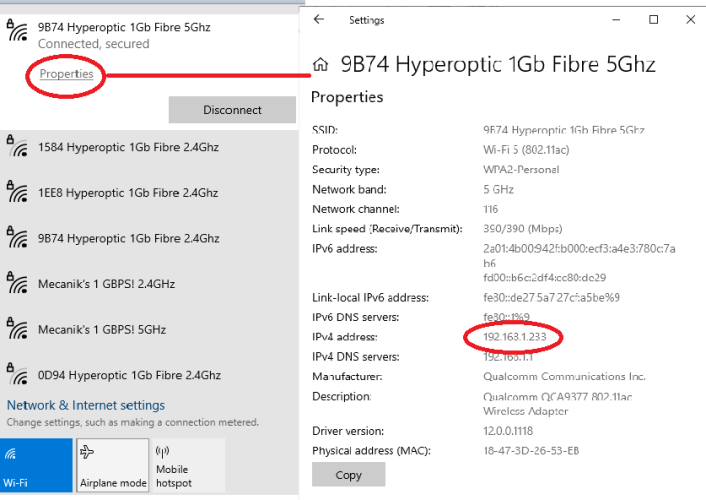 9B74 Hyperoptic 1Gb Fibre 5Ghz
Connected, secured
Properties
Disconnect
1584 Hyperoptic 1Gb Fibre 2.4Ghz
1EE8 Hyperoptic 1Gb Fibre 2.4Ghz
9B74 Hyperoptic 1Gb Fibre 2.4Ghz
Mecanik's 1 GBPS! 2.4GHz
Mecanik's 1 GBPS! 5GHz
0D94 Hyperoptic 1Gb Fibre 2.4Ghz
Network & Internet settings
Change settings, such as making a connection metered.
Wi-Fi
Airplane mode
Mobile
hotspot
Settings
9B74 Hyperoptic 1Gb Fibre 5Ghz
Properties
SSID: 9B74 Hyperoptic 1Gb Fibre 5Ghz
Protocol: Wi-Fi 5 (802.11ac)
Security type: WPA2-Personal
Network band: 5 GHz
Network channel: 116
Link speed (Receive/Transmit): 390/390 (Mbps)
IPv6 address: 2a01:4b00:942f:b000:ecf3:a4e3:780c:7a
b6
fd00::b6c:2df4:cc80:de29
Link-local IPv6 address: fe80::de27:5a7:27cf:a5be%9
IPv6 DNS servers: fe80::1%9
IPv4 address: 192.168.1.233
IPv4 DNS servers: 192.168.1.1
Manufacturer: Qualcomm Communications Inc.
Description: Qualcomm QCA9377 802.11ac
Wireless Adapter
Driver version: 12.0.0.1118
Physical address (MAC): 18-47-3D-26-53-EB
Copy